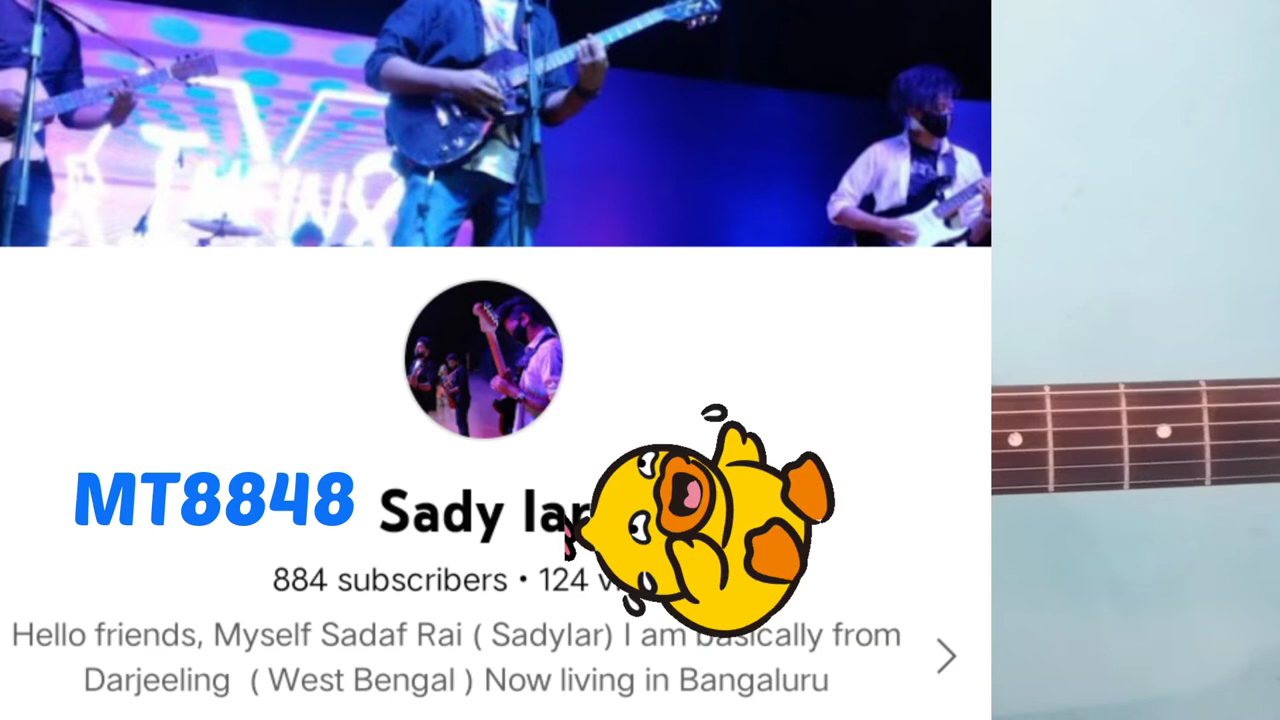 MT8848 Sady lar
884 subscribers • 124
Hello friends, Myself Sadaf Rai ( Sadylar) I am basically from
Darjeeling ( West Bengal ) Now living in Bangaluru